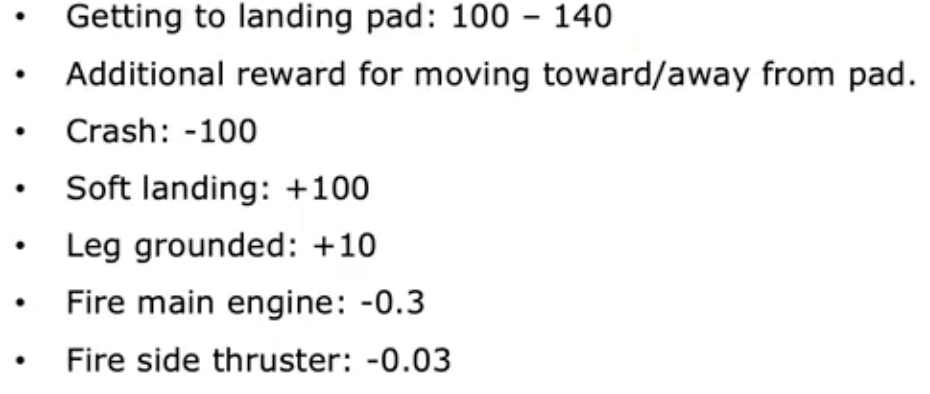 • Getting to landing pad: 100 – 140
• Additional reward for moving toward/away from pad.
• Crash: -100
• Soft landing: +100
• Leg grounded: +10
• Fire main engine: -0.3
• Fire side thruster: -0.03